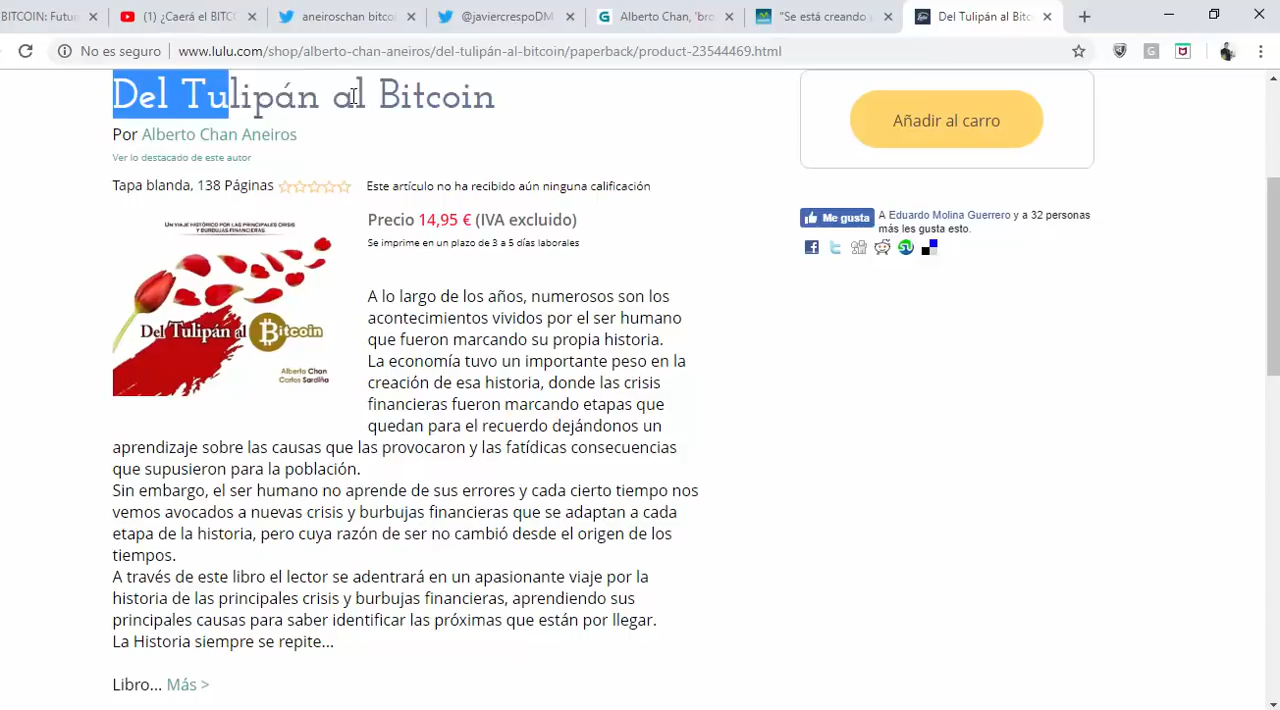 BITCOIN: Futur
(1) ¿Caerá el BITC
aneiroschan bitco
@javiercrespoDM
Alberto Chan, 'bro
"Se está creando y
Del Tulipán al Bitc
No es seguro
www.lulu.com/shop/alberto-chan-aneiros/del-tulipán-al-bitcoin/paperback/product-23544469.html
Del Tulipán al Bitcoin
Por Alberto Chan Aneiros
Ver lo destacado de este autor
Tapa blanda, 138 Páginas
Este artículo no ha recibido aún ninguna calificación
UN VIAJE HISTÓRICO POR LAS PRINCIPALES CRISIS
Y BURBUJAS FINANCIERAS
Del Tulipán al Bitcoin
Alberto Chan
Carlos Sardiña
Precio 14,95 € (IVA excluido)
Se imprime en un plazo de 3 a 5 días laborales
A lo largo de los años, numerosos son los
acontecimientos vividos por el ser humano
que fueron marcando su propia historia.
La economía tuvo un importante peso en la
creación de esa historia, donde las crisis
financieras fueron marcando etapas que
quedan para el recuerdo dejándonos un
aprendizaje sobre las causas que las provocaron y las fatídicas consecuencias
que supusieron para la población.
Sin embargo, el ser humano no aprende de sus errores y cada cierto tiempo nos
vemos avocados a nuevas crisis y burbujas financieras que se adaptan a cada
etapa de la historia, pero cuya razón de ser no cambió desde el origen de los
tiempos.
A través de este libro el lector se adentrará en un apasionante viaje por la
historia de las principales crisis y burbujas financieras, aprendiendo sus
principales causas para saber identificar las próximas que están por llegar.
La Historia siempre se repite...
Libro... Más >
Añadir al carro
Me gusta
A Eduardo Molina Guerrero y a 32 personas
más les gusta esto.